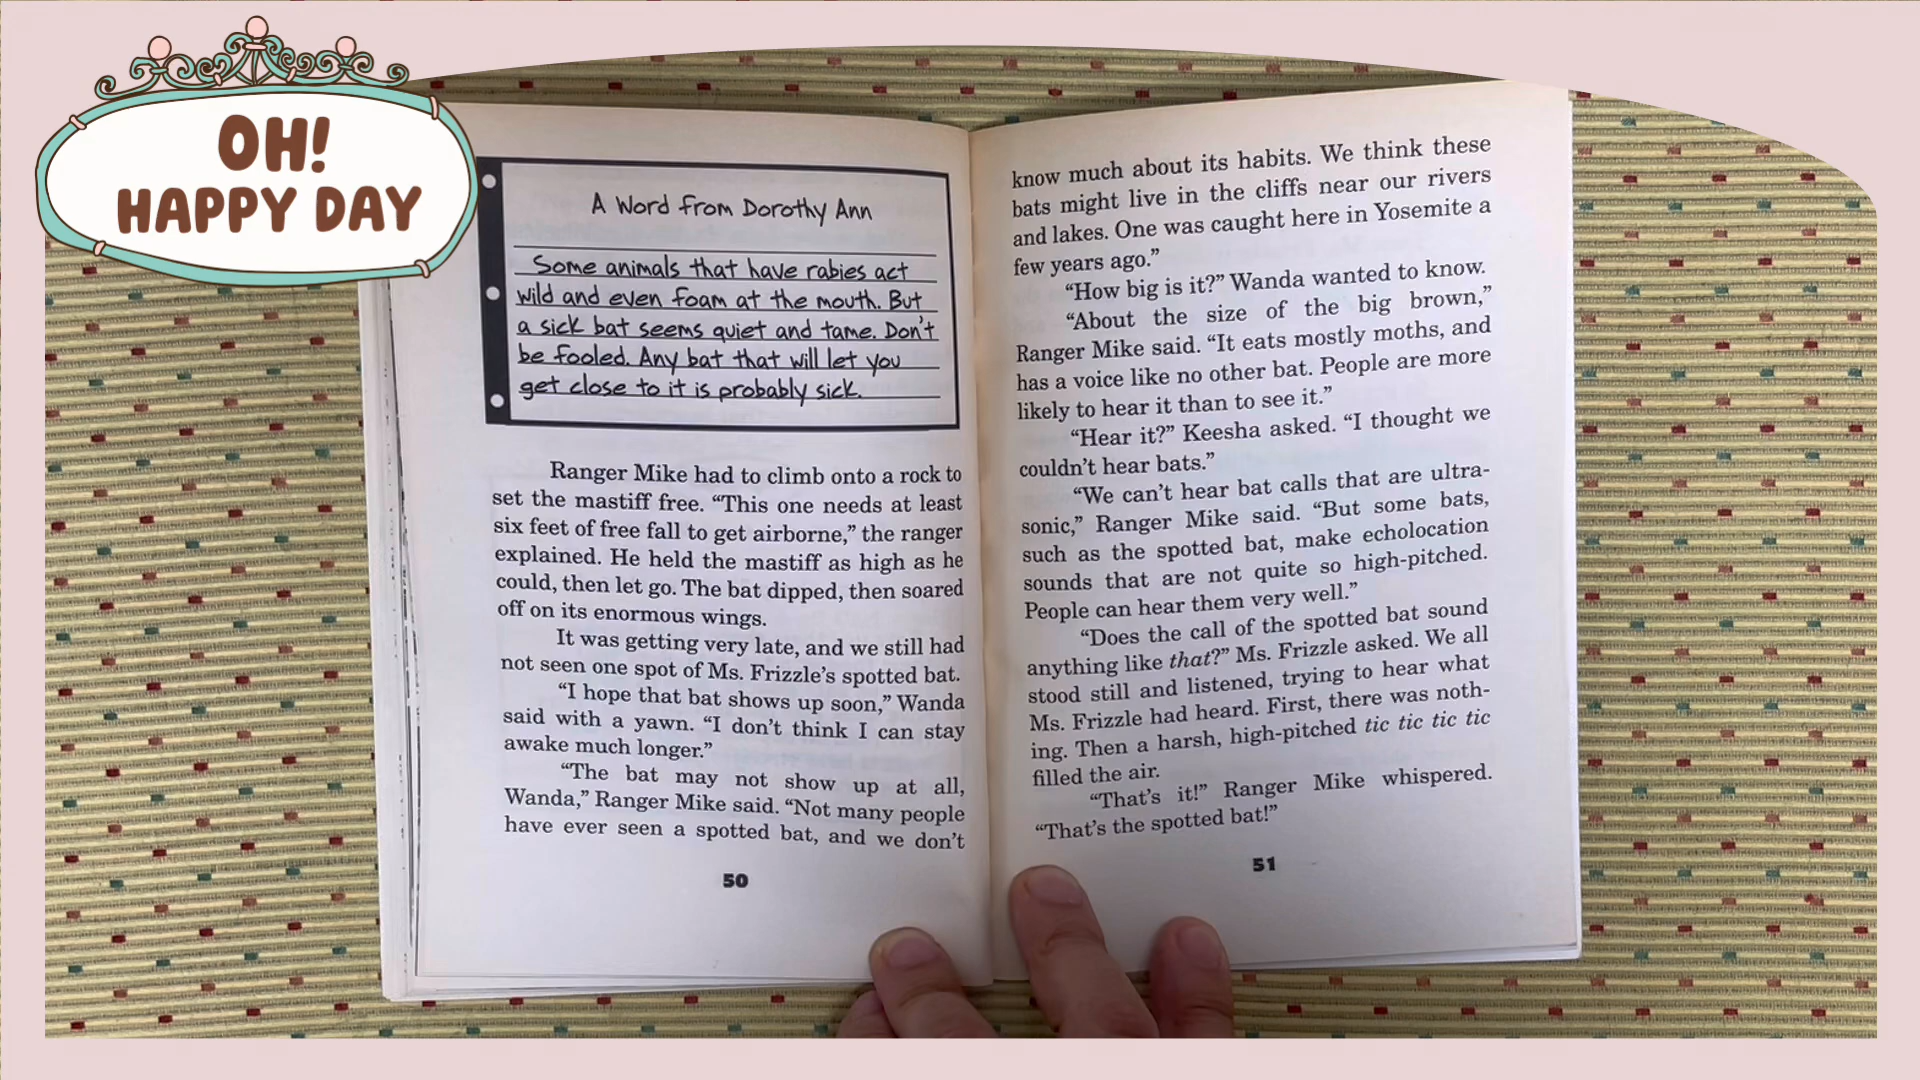 OH!
HAPPY DAY
A Word from Dorothy Ann
Some animals that have rabies act
wild and even foam at the mouth. But
a sick bat seems quiet and tame. Don't
be fooled. Any bat that will let you
get close to it is probably sick.
Ranger Mike had to climb onto a rock to
set the mastiff free. “This one needs at least
six feet of free fall to get airborne,” the ranger
explained. He held the mastiff as high as he
could, then let go. The bat dipped, then soared
off on its enormous wings.
It was getting very late, and we still had
not seen one spot of Ms. Frizzle’s spotted bat.
“I hope that bat shows up soon,” Wanda
said with a yawn. “I don’t think I can stay
awake much longer.”
“The bat may not show up at all,
Wanda,” Ranger Mike said. “Not many people
have ever seen a spotted bat, and we don’t
50
know much about its habits. We think these
bats might live in the cliffs near our rivers
and lakes. One was caught here in Yosemite a
few years ago.”
“How big is it?” Wanda wanted to know.
“About the size of the big brown,”
Ranger Mike said. “It eats mostly moths, and
has a voice like no other bat. People are more
likely to hear it than to see it.”
“Hear it?” Keesha asked. “I thought we
couldn’t hear bats.”
“We can’t hear bat calls that are ultra-
sonic,” Ranger Mike said. “But some bats,
such as the spotted bat, make echolocation
sounds that are not quite so high-pitched.
People can hear them very well.”
“Does the call of the spotted bat sound
anything like that?” Ms. Frizzle asked. We all
stood still and listened, trying to hear what
Ms. Frizzle had heard. First, there was noth-
ing. Then a harsh, high-pitched tic tic tic tic
filled the air.
“That’s it!” Ranger Mike whispered.
“That’s the spotted bat!”
51